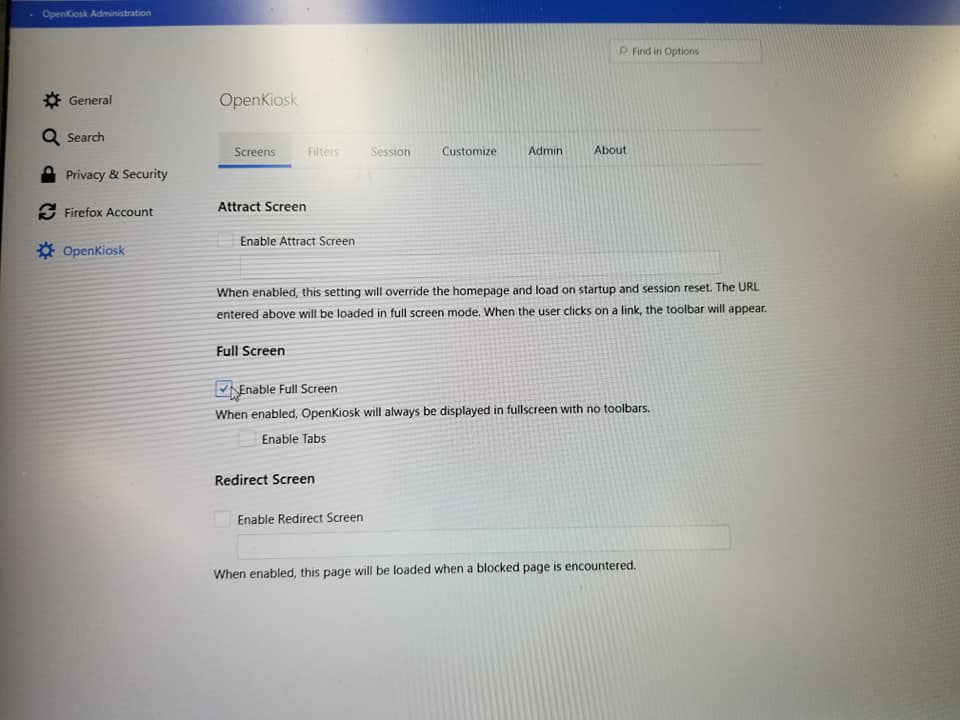 OpenKiosk Administration
Find in Options
General
Search
Privacy & Security
Firefox Account
OpenKiosk
OpenKiosk
Screens Filters Session Customize Admin About
Attract Screen
Enable Attract Screen
When enabled, this setting will override the homepage and load on startup and session reset. The URL
entered above will be loaded in full screen mode. When the user clicks on a link, the toolbar will appear.
Full Screen
Enable Full Screen
When enabled, OpenKiosk will always be displayed in fullscreen with no toolbars.
Enable Tabs
Redirect Screen
Enable Redirect Screen
When enabled, this page will be loaded when a blocked page is encountered.